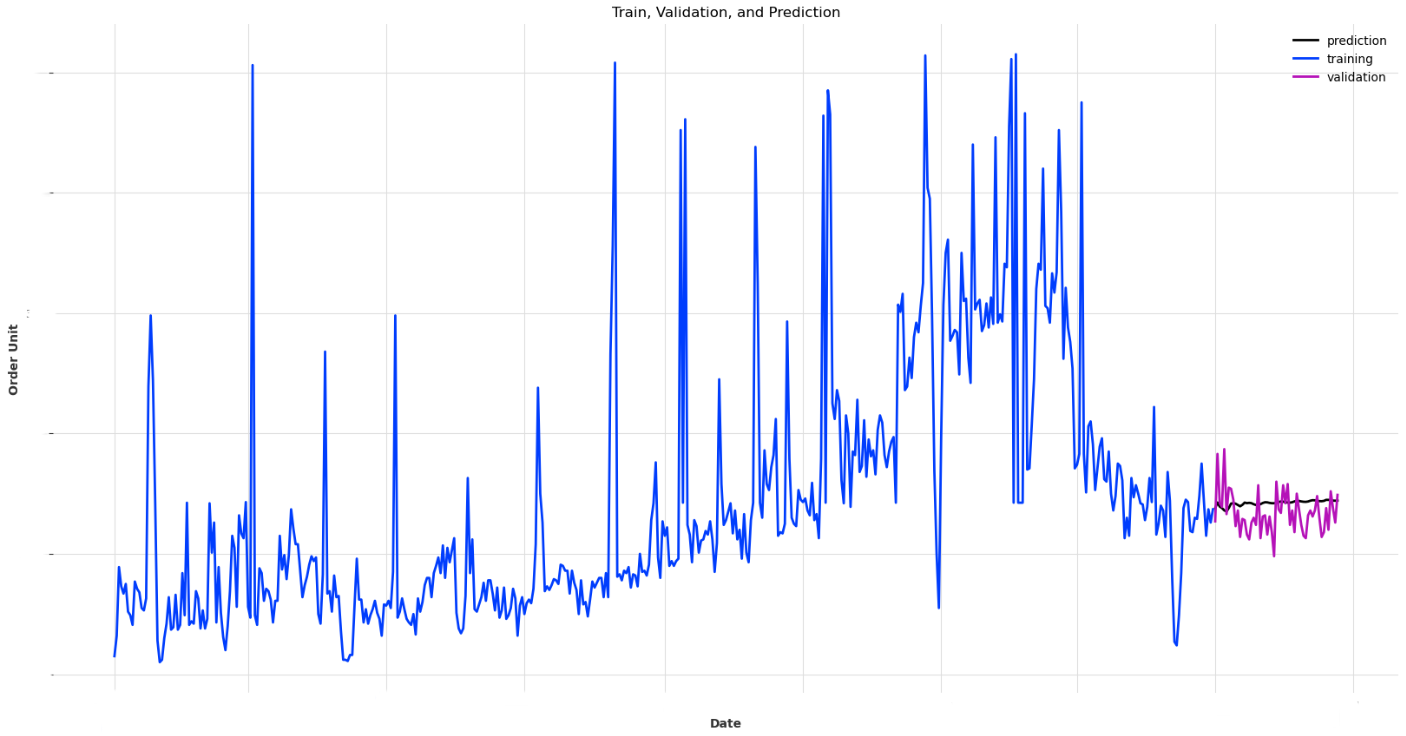 Train, Validation, and Prediction
prediction
training
validation
Order Unit
Date